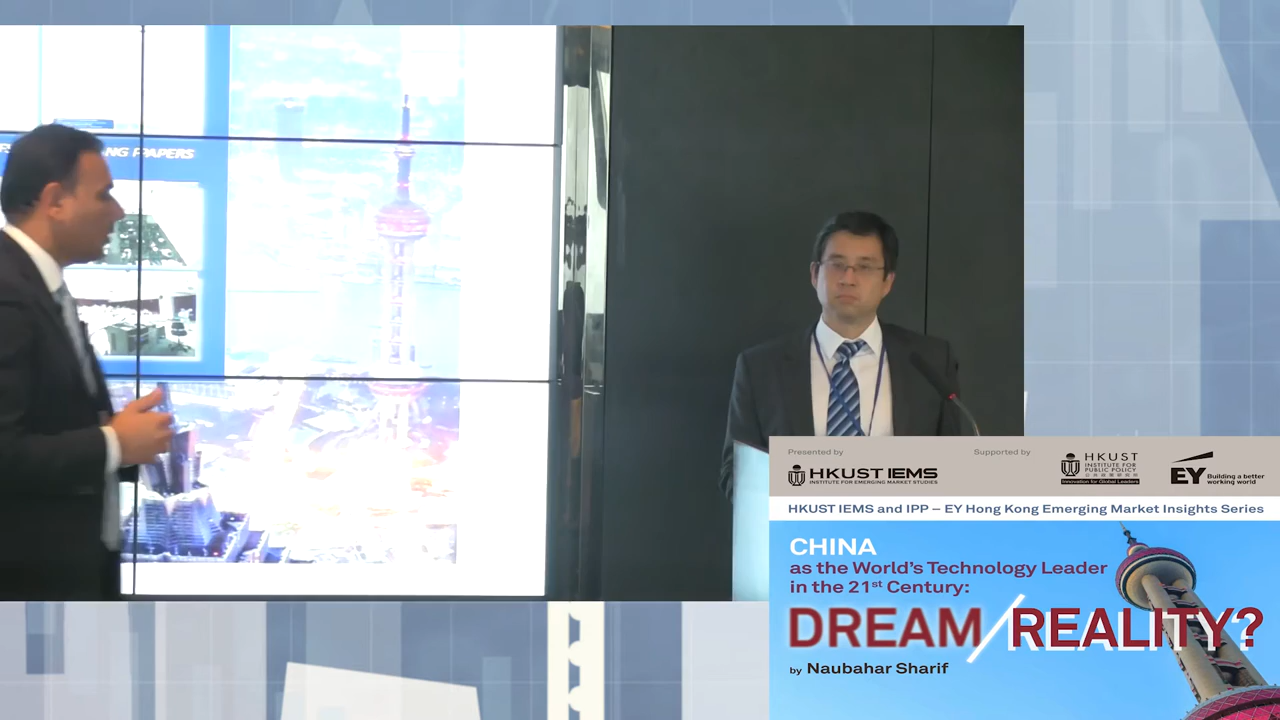 NG PAPERS
Presented by
Supported by
HKUST IEMS
INSTITUTE FOR EMERGING MARKET STUDIES
HKUST
INSTITUTE FOR
PUBLIC POLICY
Innovation for Global Leaders
EY
Building a better
working world
HKUST IEMS and IPP – EY Hong Kong Emerging Market Insights Series
CHINA
as the World's Technology Leader
in the 21st Century:
DREAM/REALITY?
by Naubahar Sharif